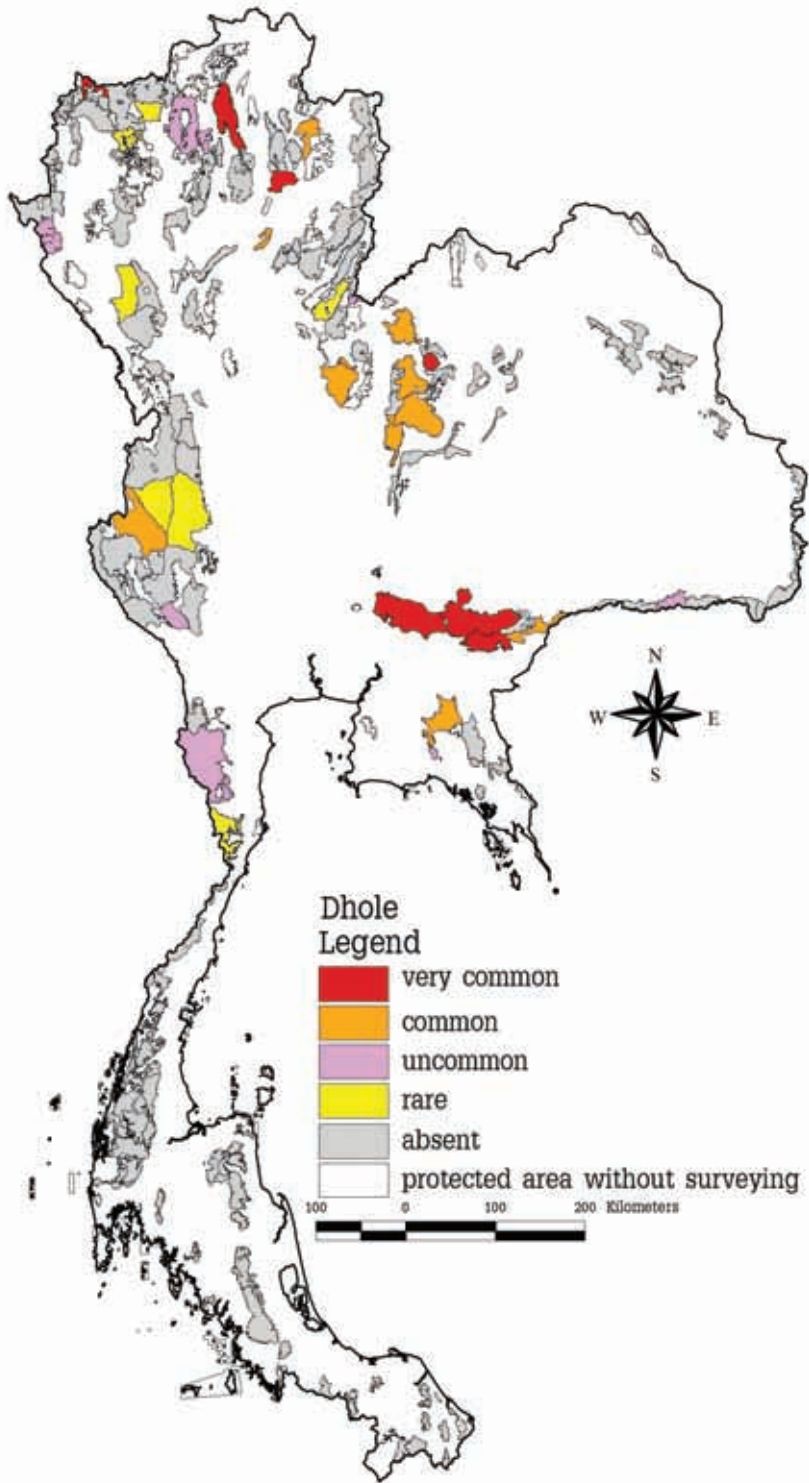 N
W E
S
Dhole
Legend
very common
common
uncommon
rare
absent
protected area without surveying
100 0 100 200 Kilometers